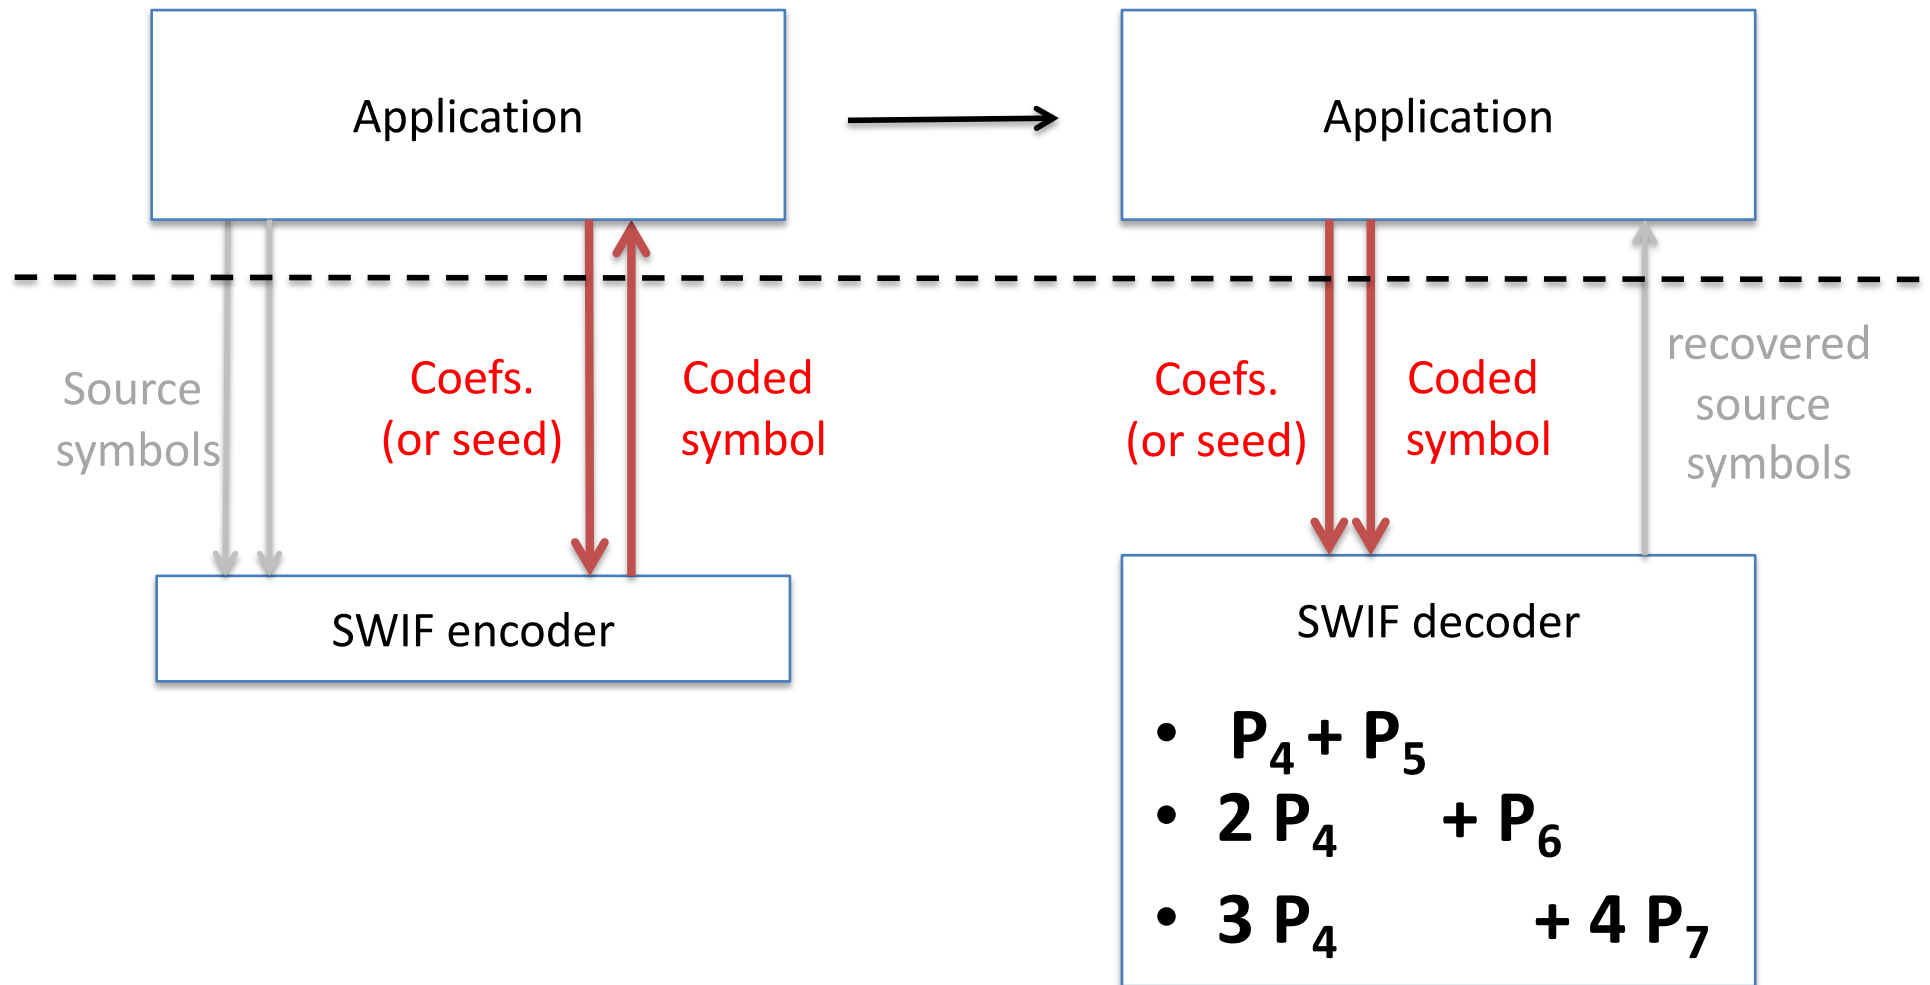 Application
Source
symbols
Coefs.
(or seed)
Coded
symbol
SWIF encoder
Application
Coefs.
(or seed)
Coded
symbol
recovered
source
symbols
SWIF decoder
• P₄ + P₅
• 2 P₄ + P₆
• 3 P₄ + 4 P₇